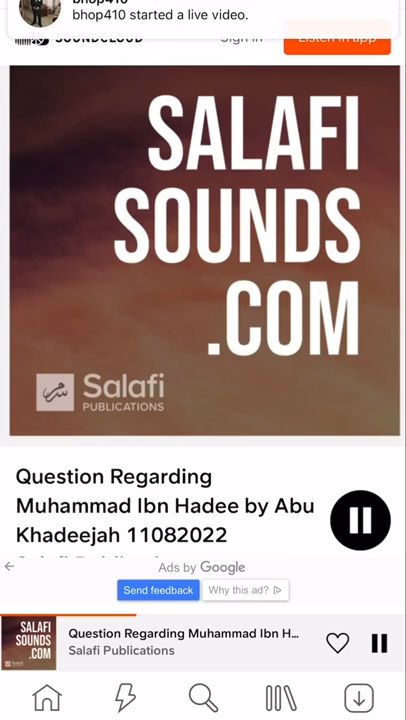 bhop410
bhop410 started a live video.
SOUNDCLOUD
Sign in
Listen in app
SALAFI
SOUNDS
.COM
Salafi
PUBLICATIONS
Question Regarding
Muhammad Ibn Hadee by Abu
Khadeejah 11082022
Ads by Google
Send feedback
Why this ad?
SALAFI
SOUNDS
.COM
Question Regarding Muhammad Ibn H...
Salafi Publications